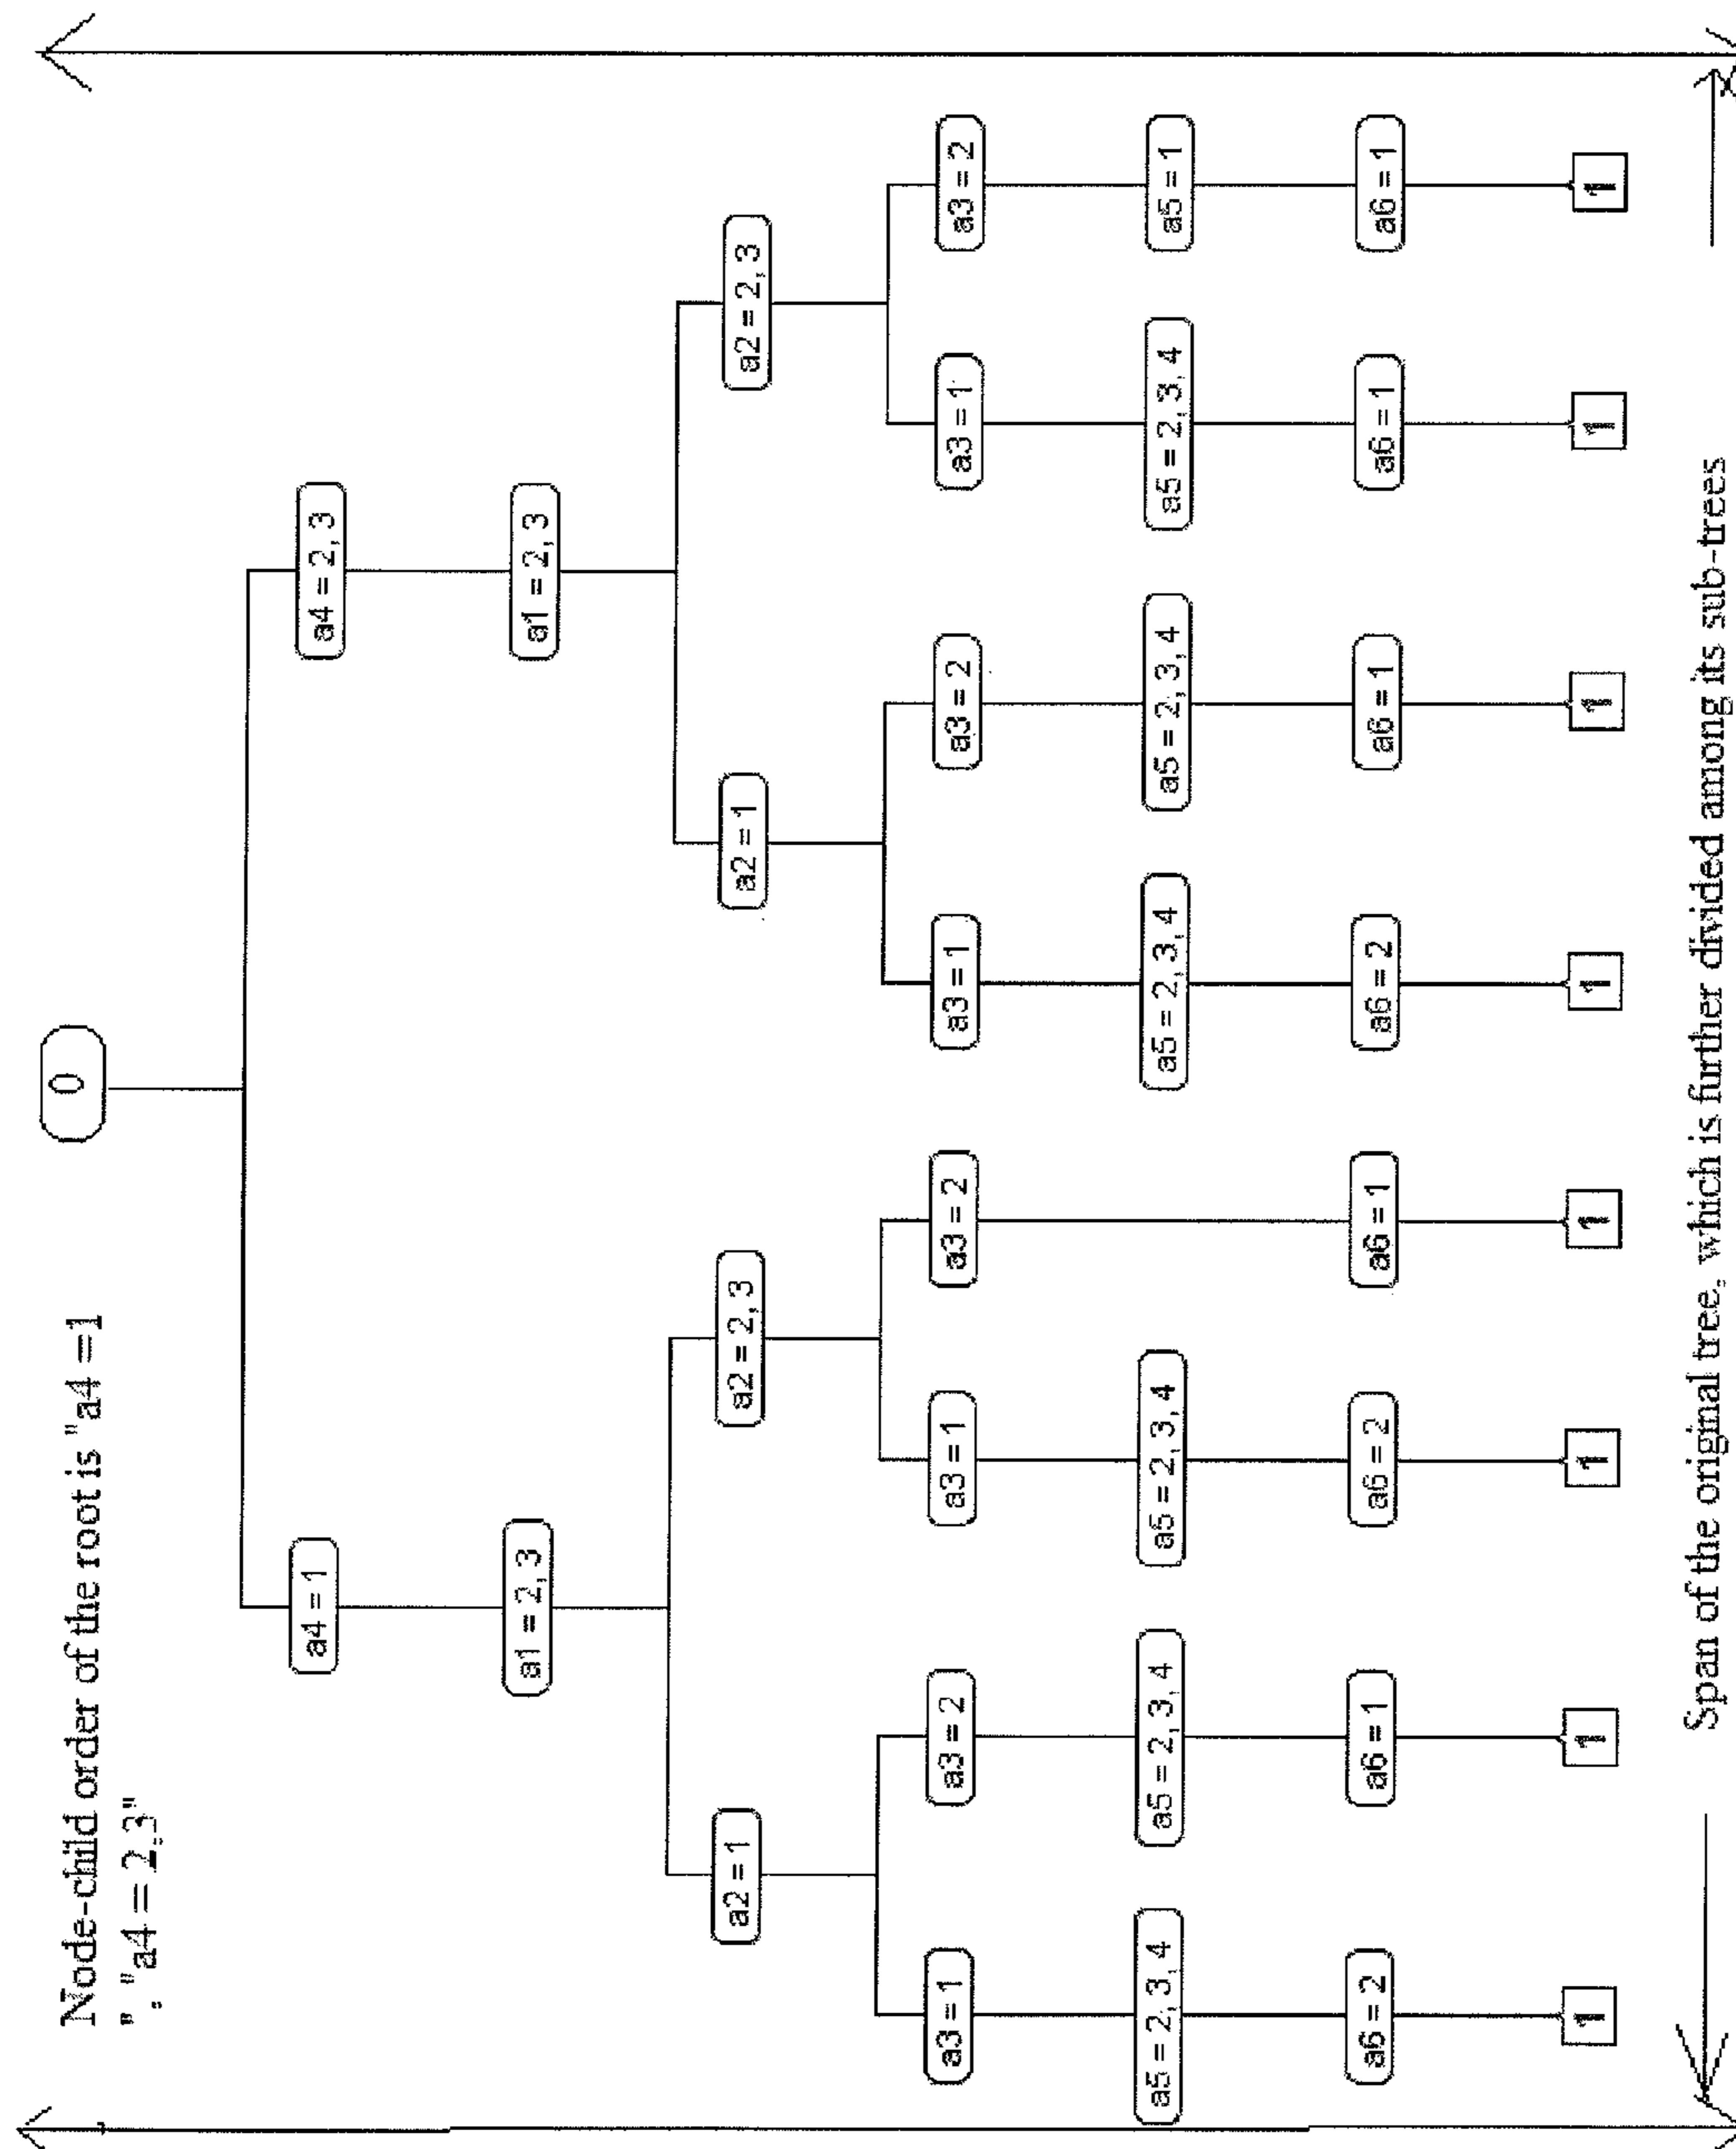 Node-child order of the root is "a4 =1
", "a4 = 2,3"
0
a4 = 1
a4 = 2, 3
a1 = 2, 3
a1 = 2, 3
a2 = 1
a2 = 2, 3
a2 = 1
a2 = 2, 3
a3 = 1
a3 = 2
a3 = 1
a3 = 2
a3 = 1
a3 = 2
a3 = 1
a3 = 2
a5 = 2, 3, 4
a5 = 2, 3, 4
a5 = 2, 3, 4
a5 = 2, 3, 4
a5 = 2, 3, 4
a5 = 2, 3, 4
a5 = 1
a6 = 2
a6 = 1
a6 = 2
a6 = 1
a6 = 2
a6 = 1
a6 = 1
a6 = 1
1
1
1
1
1
1
1
1
Span of the original tree, which is further divided among its sub-trees